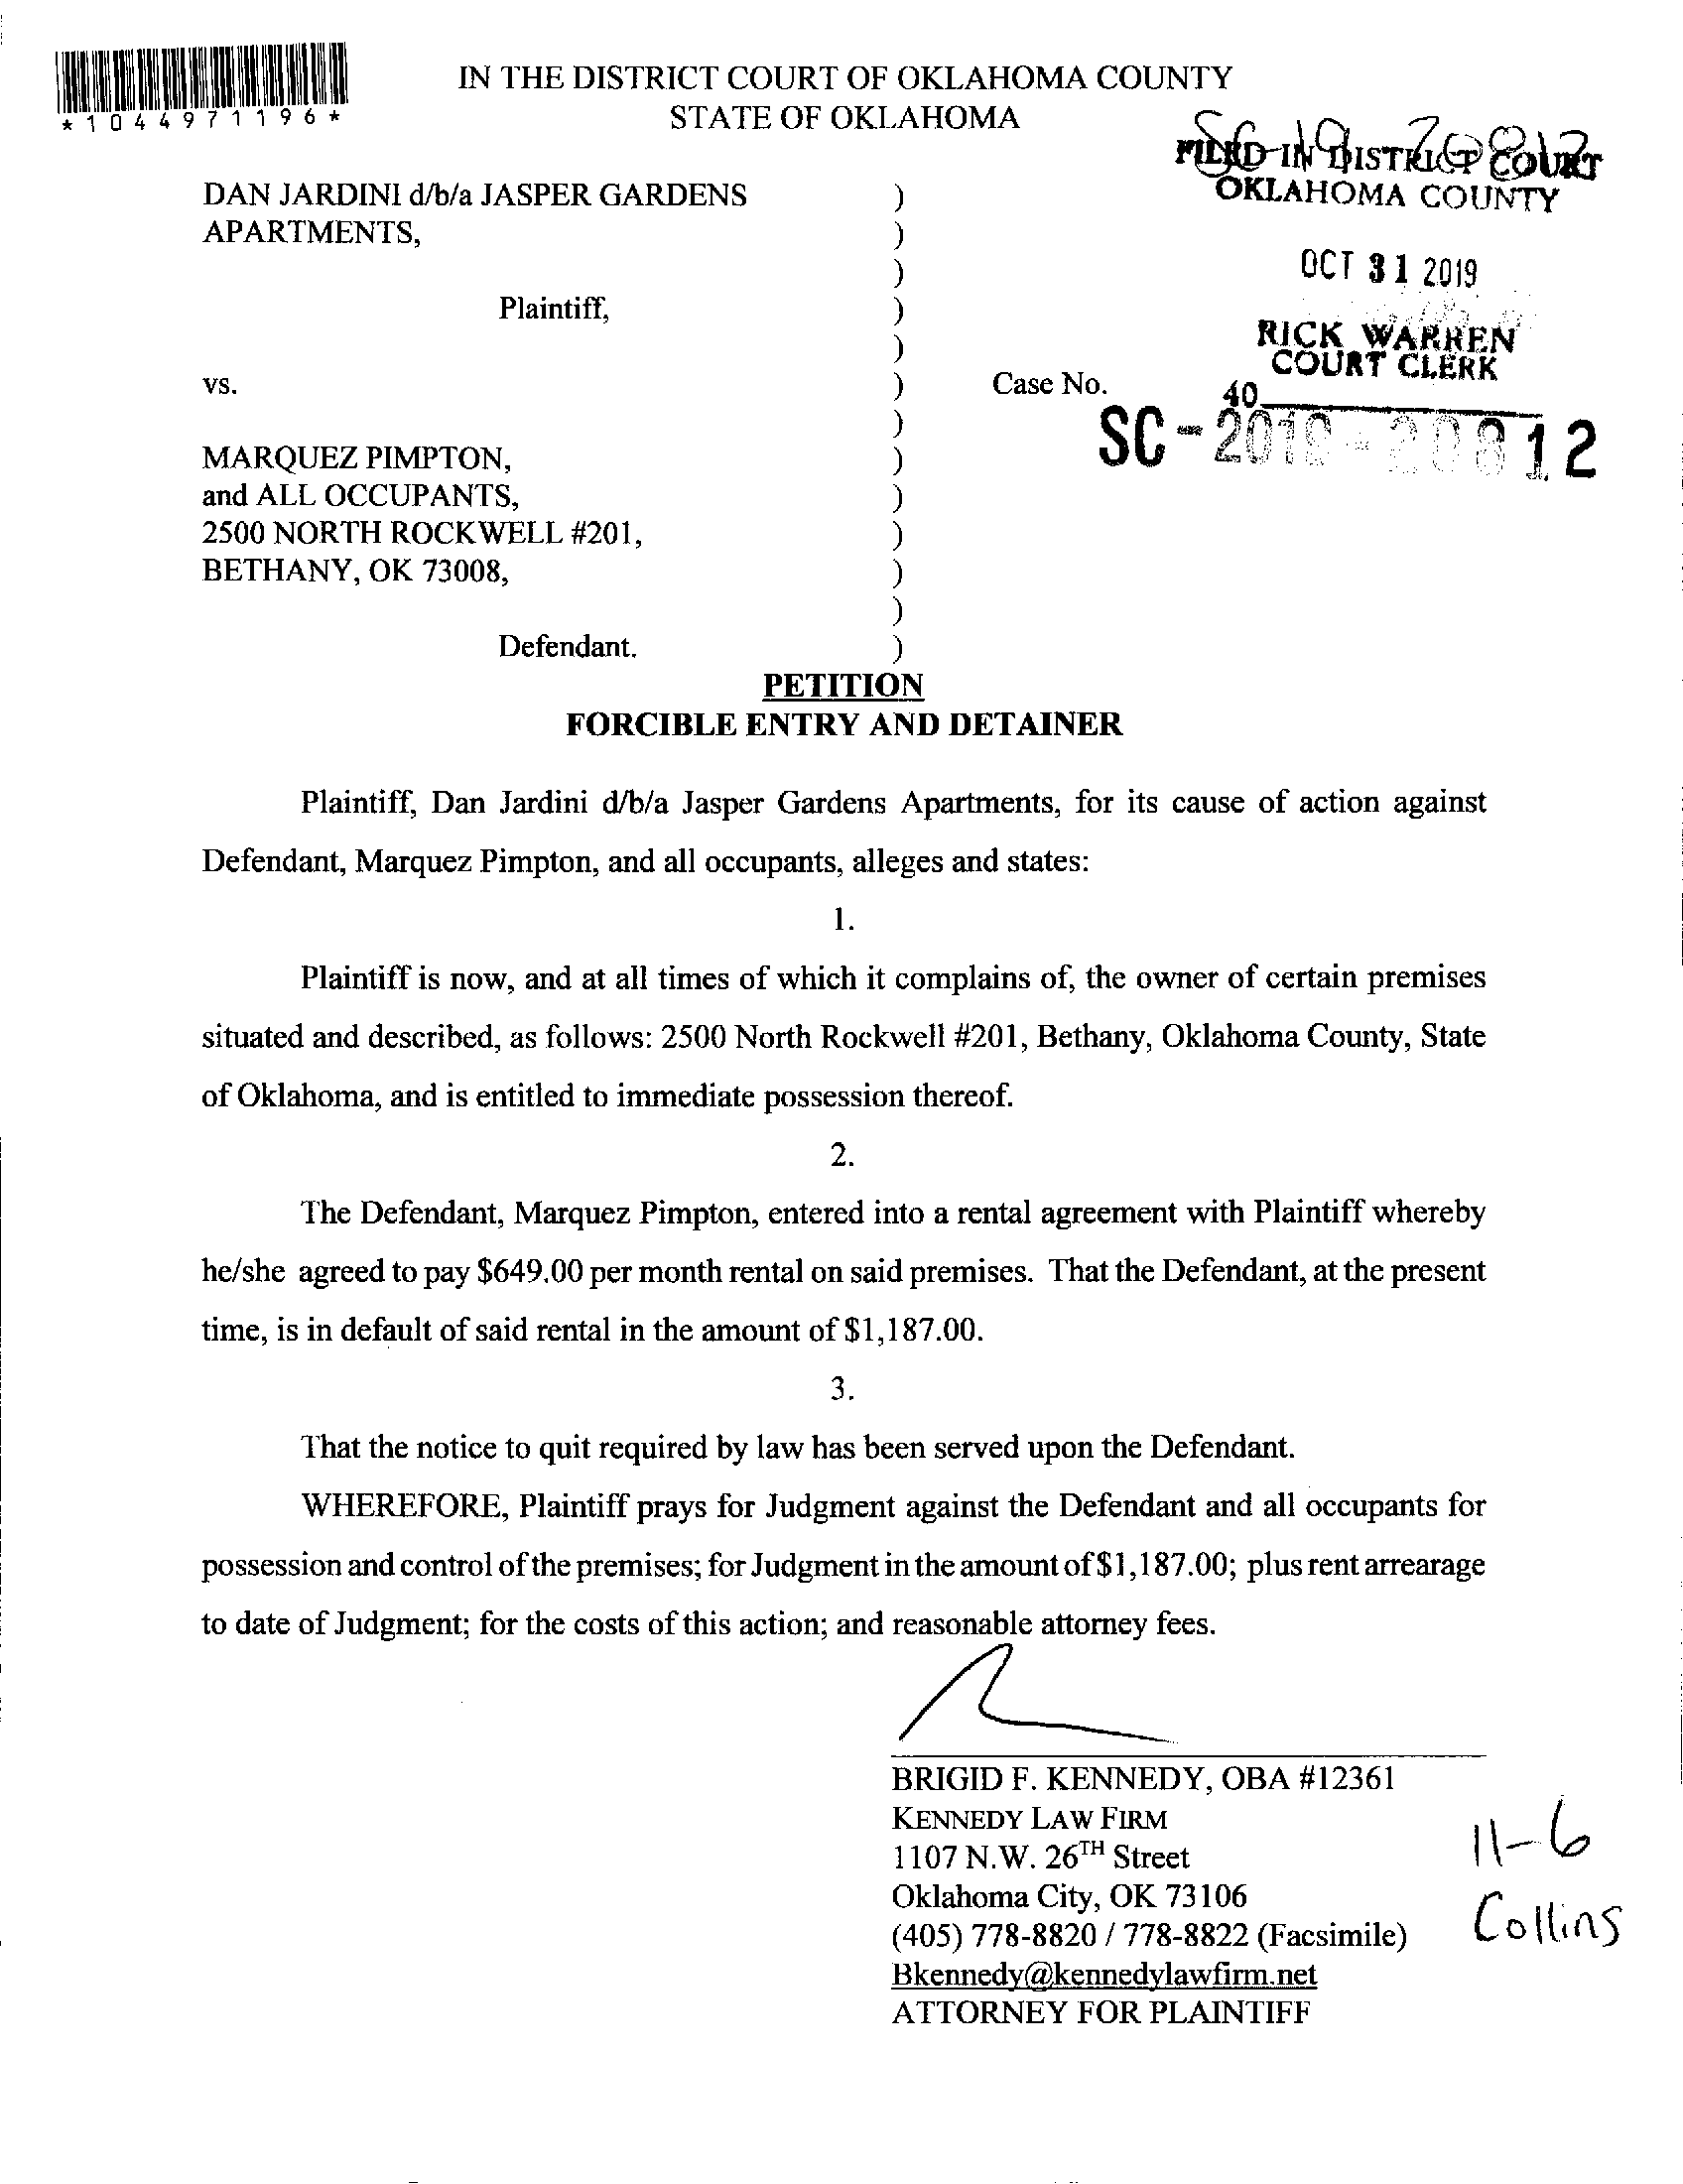 *1044971196*
IN THE DISTRICT COURT OF OKLAHOMA COUNTY
STATE OF OKLAHOMA
SC-19-20812
FILED IN DISTRICT COURT
OKLAHOMA COUNTY
OCT 31 2019
RICK WARREN
COURT CLERK
40
DAN JARDINI d/b/a JASPER GARDENS )
APARTMENTS, )
)
Plaintiff, )
)
vs. ) Case No.
) SC-2019-20812
MARQUEZ PIMPTON, )
and ALL OCCUPANTS, )
2500 NORTH ROCKWELL #201, )
BETHANY, OK 73008, )
)
Defendant. )
PETITION
FORCIBLE ENTRY AND DETAINER
Plaintiff, Dan Jardini d/b/a Jasper Gardens Apartments, for its cause of action against
Defendant, Marquez Pimpton, and all occupants, alleges and states:
1.
Plaintiff is now, and at all times of which it complains of, the owner of certain premises
situated and described, as follows: 2500 North Rockwell #201, Bethany, Oklahoma County, State
of Oklahoma, and is entitled to immediate possession thereof.
2.
The Defendant, Marquez Pimpton, entered into a rental agreement with Plaintiff whereby
he/she agreed to pay $649.00 per month rental on said premises. That the Defendant, at the present
time, is in default of said rental in the amount of $1,187.00.
3.
That the notice to quit required by law has been served upon the Defendant.
WHEREFORE, Plaintiff prays for Judgment against the Defendant and all occupants for
possession and control of the premises; for Judgment in the amount of $1,187.00; plus rent arrearage
to date of Judgment; for the costs of this action; and reasonable attorney fees.
BRIGID F. KENNEDY, OBA #12361
KENNEDY LAW FIRM
1107 N.W. 26TH Street
Oklahoma City, OK 73106
(405) 778-8820 / 778-8822 (Facsimile)
Bkennedy@kennedylawfirm.net
ATTORNEY FOR PLAINTIFF
11-6
Collins